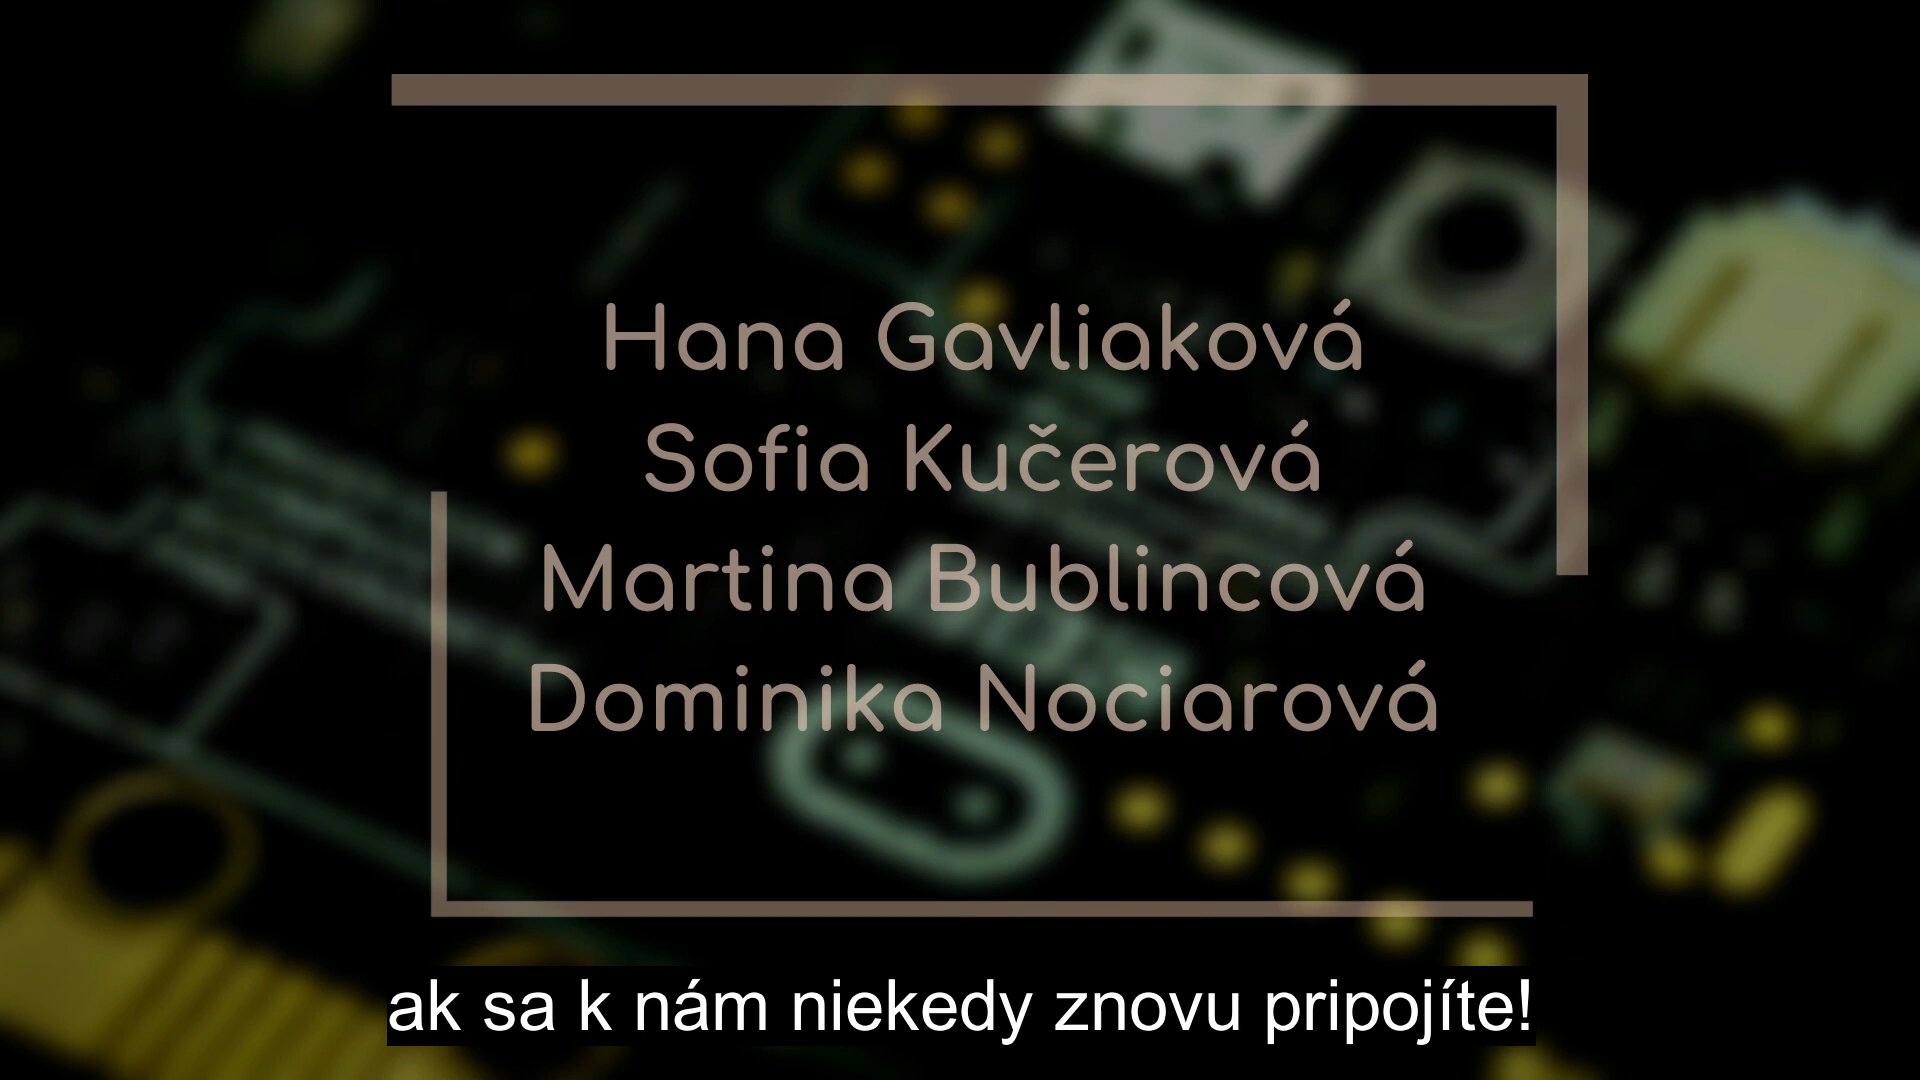 Hana Gavliaková
Sofia Kučerová
Martina Bublincová
Dominika Nociarová
ak sa k nám niekedy znovu pripojíte!